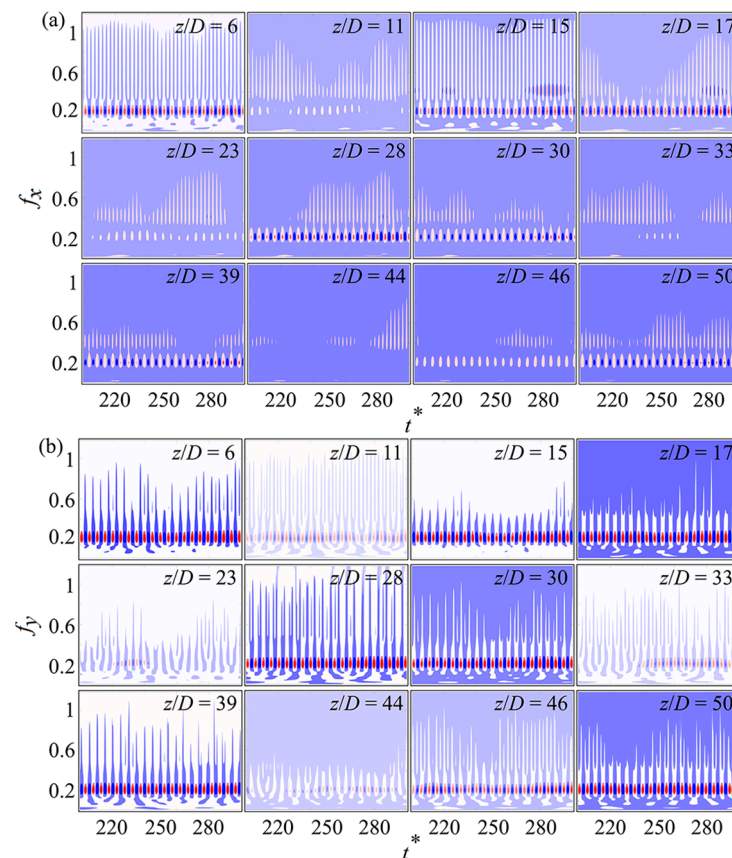 (a)
z/D = 6 z/D = 11 z/D = 15 z/D = 17
1
0.6
0.2
z/D = 23 z/D = 28 z/D = 30 z/D = 33
1
0.6
0.2
fx
z/D = 39 z/D = 44 z/D = 46 z/D = 50
1
0.6
0.2
220 250 280 220 250 280 220 250 280 220 250 280
t*
(b)
z/D = 6 z/D = 11 z/D = 15 z/D = 17
1
0.6
0.2
z/D = 23 z/D = 28 z/D = 30 z/D = 33
1
0.6
0.2
fy
z/D = 39 z/D = 44 z/D = 46 z/D = 50
1
0.6
0.2
220 250 280 220 250 280 220 250 280 220 250 280
t*